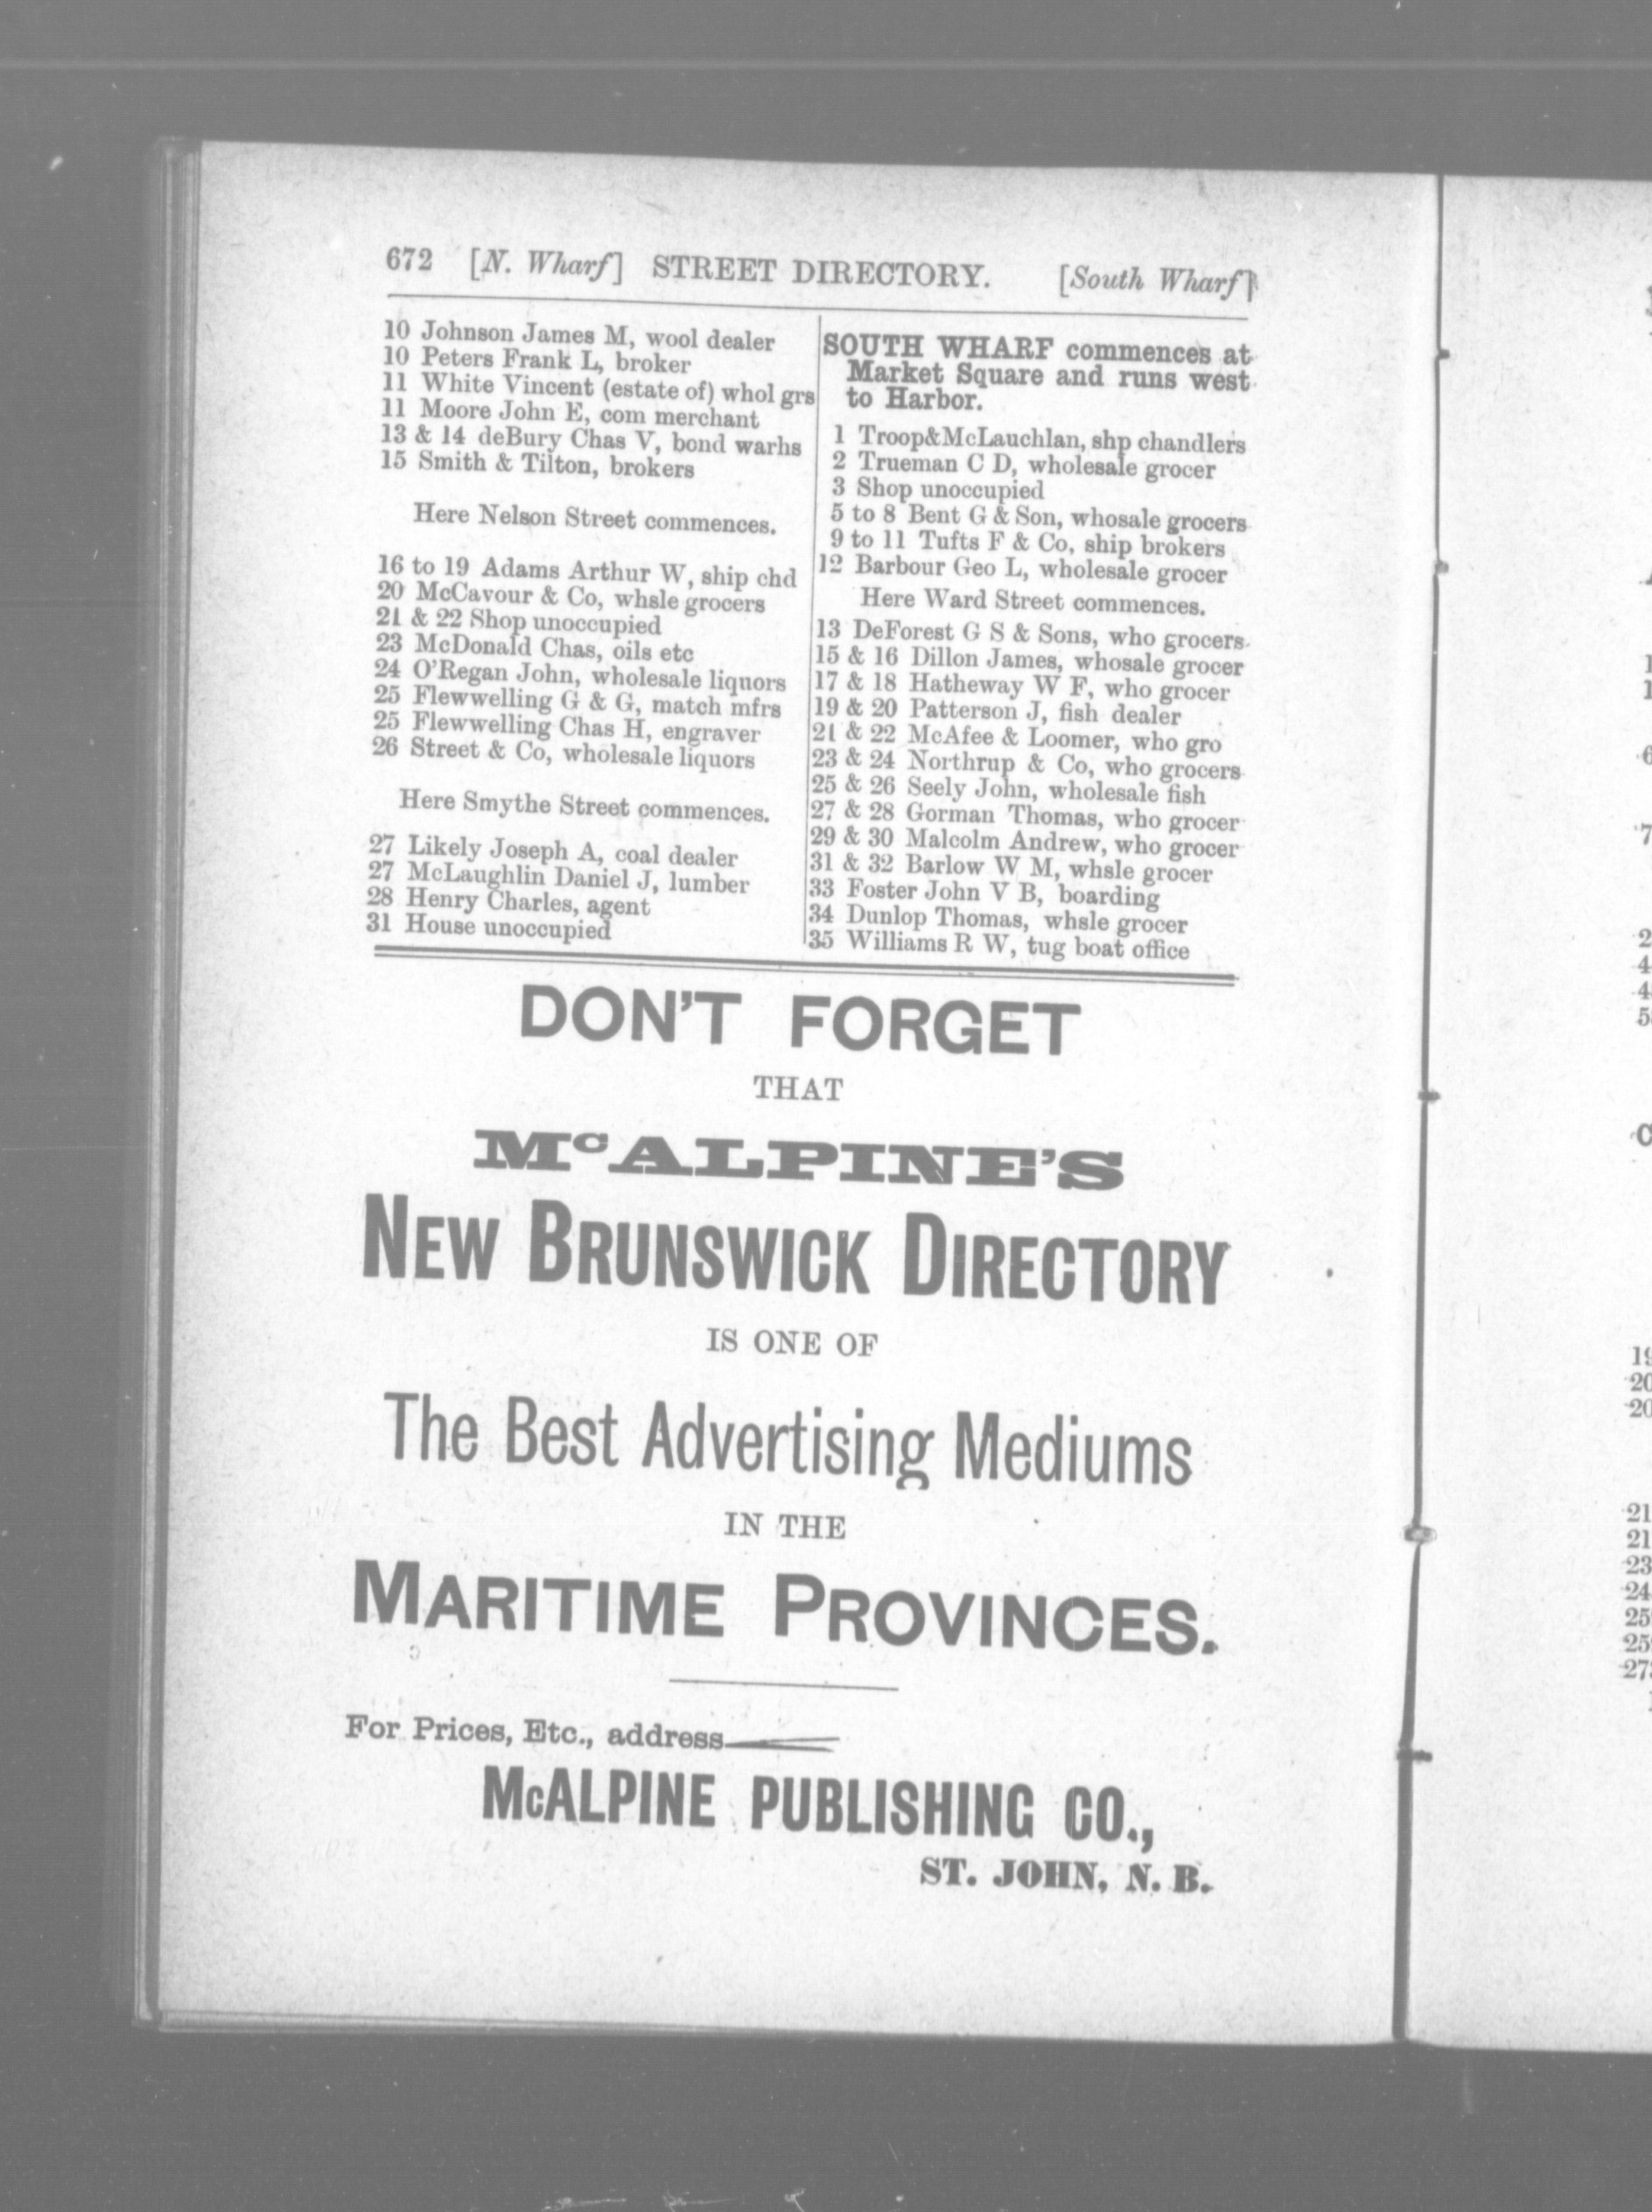 672 [N. Wharf] STREET DIRECTORY. [South Wharf]
10 Johnson James M, wool dealer
10 Peters Frank L, broker
11 White Vincent (estate of) whol grs
11 Moore John E, com merchant
13 & 14 deBury Chas V, bond warhs
15 Smith & Tilton, brokers
Here Nelson Street commences.
16 to 19 Adams Arthur W, ship chd
20 McCavour & Co, whsle grocers
21 & 22 Shop unoccupied
23 McDonald Chas, oils etc
24 O'Regan John, wholesale liquors
25 Flewwelling G & G, match mfrs
25 Flewwelling Chas H, engraver
26 Street & Co, wholesale liquors
Here Smythe Street commences.
27 Likely Joseph A, coal dealer
27 McLaughlin Daniel J, lumber
28 Henry Charles, agent
31 House unoccupied
SOUTH WHARF commences at
Market Square and runs west
to Harbor.
1 Troop&McLauchlan, shp chandlers
2 Trueman C D, wholesale grocer
3 Shop unoccupied
5 to 8 Bent G & Son, whosale grocers
9 to 11 Tufts F & Co, ship brokers
12 Barbour Geo L, wholesale grocer
Here Ward Street commences.
13 DeForest G S & Sons, who grocers
15 & 16 Dillon James, whosale grocer
17 & 18 Hatheway W F, who grocer
19 & 20 Patterson J, fish dealer
21 & 22 McAfee & Loomer, who gro
23 & 24 Northrup & Co, who grocers
25 & 26 Seely John, wholesale fish
27 & 28 Gorman Thomas, who grocer
29 & 30 Malcolm Andrew, who grocer
31 & 32 Barlow W M, whsle grocer
33 Foster John V B, boarding
34 Dunlop Thomas, whsle grocer
35 Williams R W, tug boat office
DON'T FORGET
THAT
McALPINE'S
NEW BRUNSWICK DIRECTORY
IS ONE OF
The Best Advertising Mediums
IN THE
MARITIME PROVINCES.
For Prices, Etc., address
McALPINE PUBLISHING CO.,
ST. JOHN, N. B.